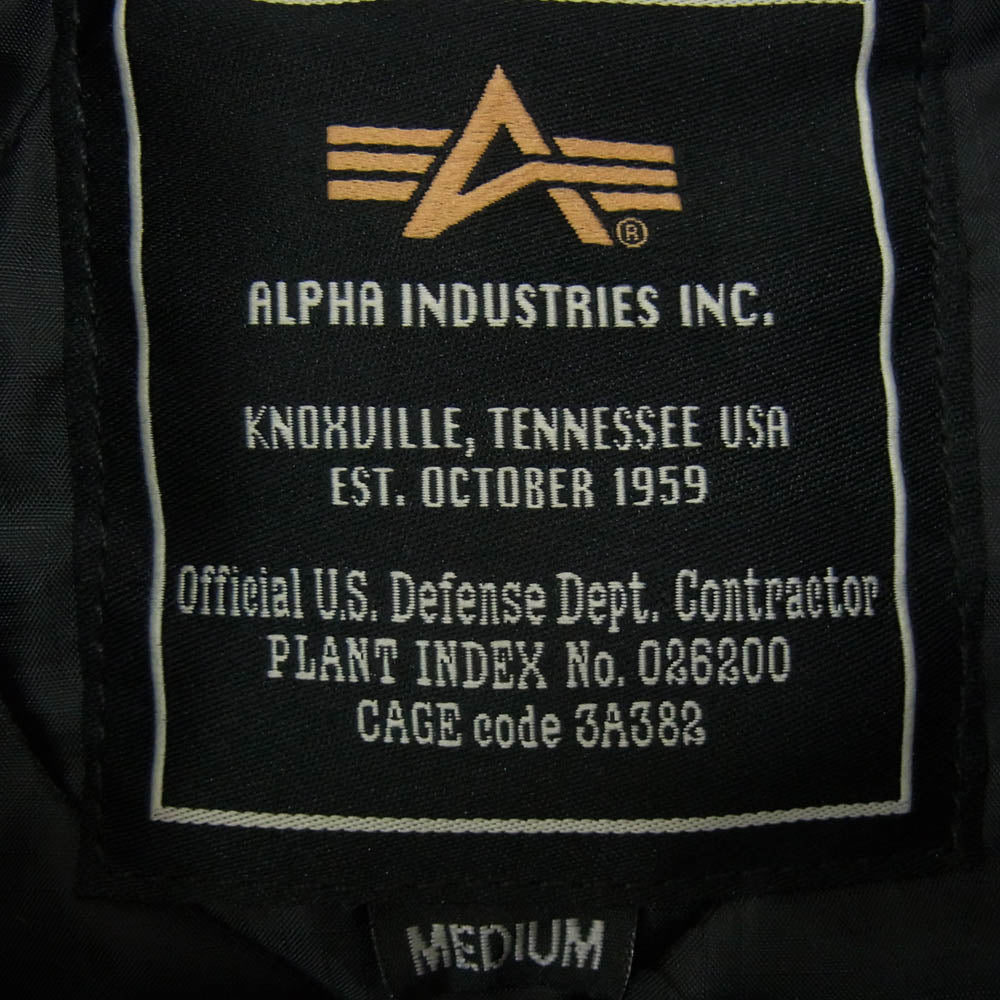 ®
ALPHA INDUSTRIES INC.
KNOXVILLE, TENNESSEE USA
EST. OCTOBER 1959
Official U.S. Defense Dept. Contractor
PLANT INDEX No. 026200
CAGE code 3A382
MEDIUM